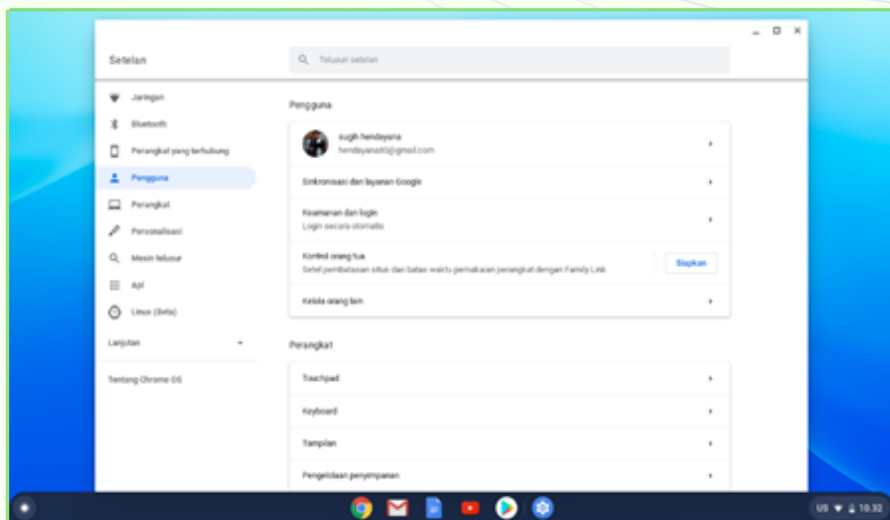 Setelan
Telusuri setelan
Jaringan
Bluetooth
Perangkat yang terhubung
Pengguna
Perangkat
Personalisasi
Mesin telusur
Apl
Linux (Beta)
Lanjutan
Tentang Chrome OS
Pengguna
sugih hendayana
Sinkronisasi dan layanan Google
Keamanan dan login
Login secara otomatis
Kontrol orang tua
Setel pembatasan situs dan batas waktu pemakaian perangkat dengan Family Link
Siapkan
Kelola orang lain
Perangkat
Touchpad
Keyboard
Tampilan
Pengelolaan penyimpanan
US
10.32